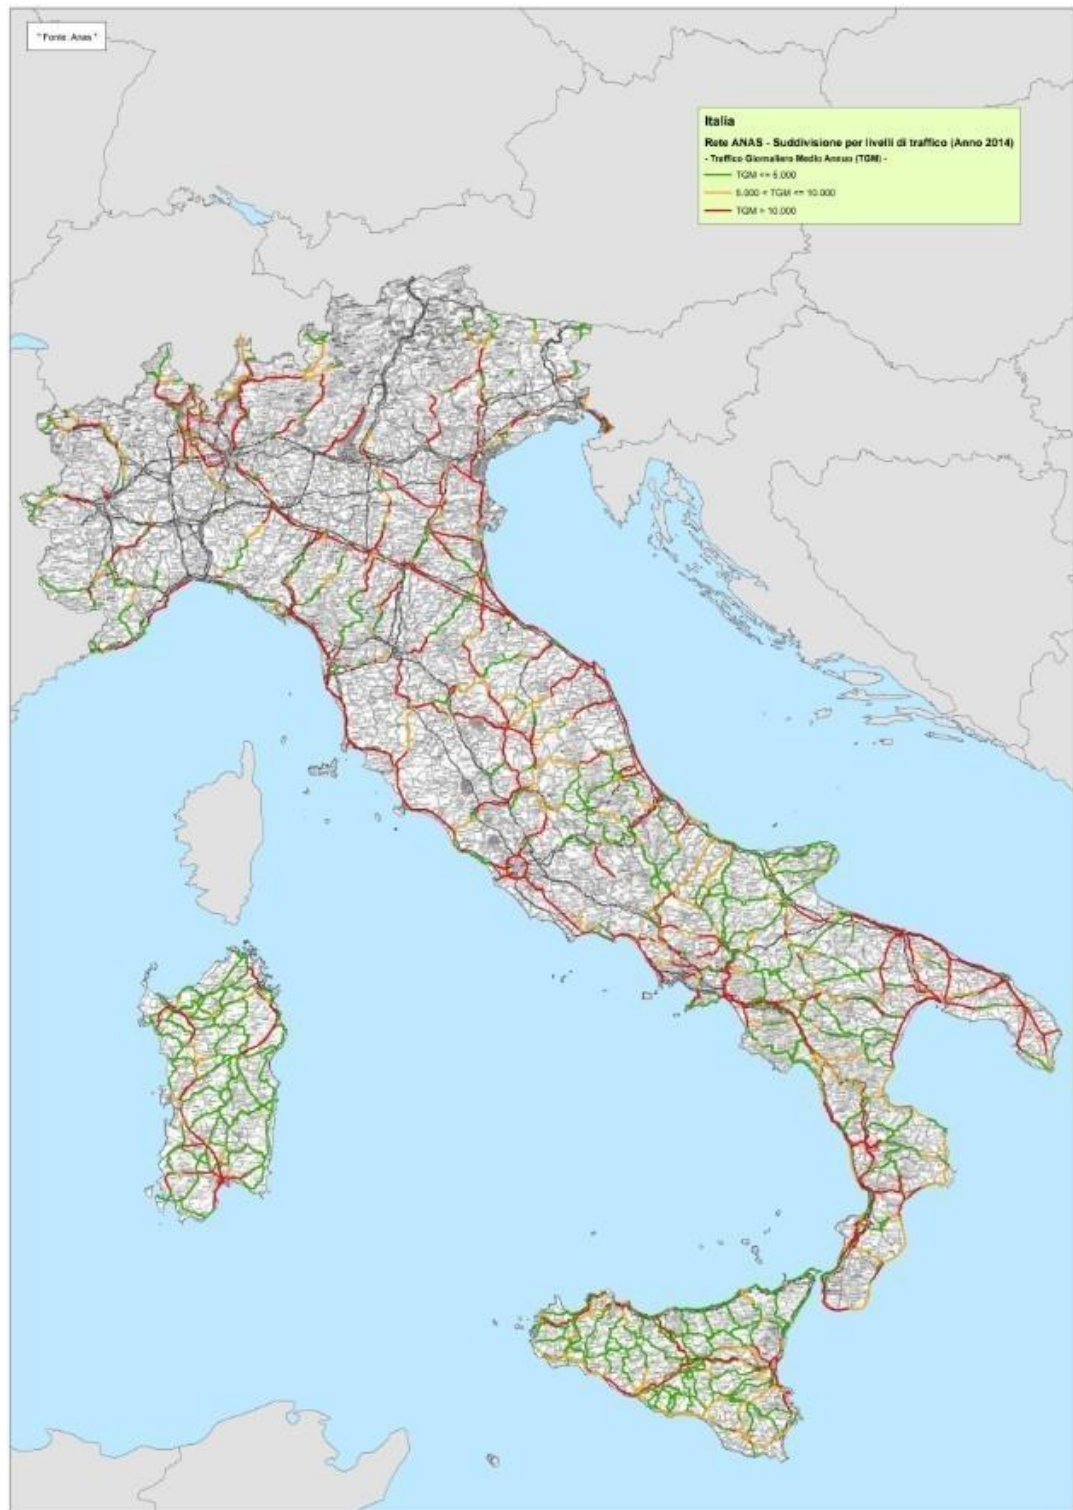 " Fonte: Anas "
Italia
Rete ANAS - Suddivisione per livelli di traffico (Anno 2014)
- Traffico Giornaliero Medio Annuo (TGM) -
TGM <= 5.000
5.000 < TGM <= 10.000
TGM > 10.000